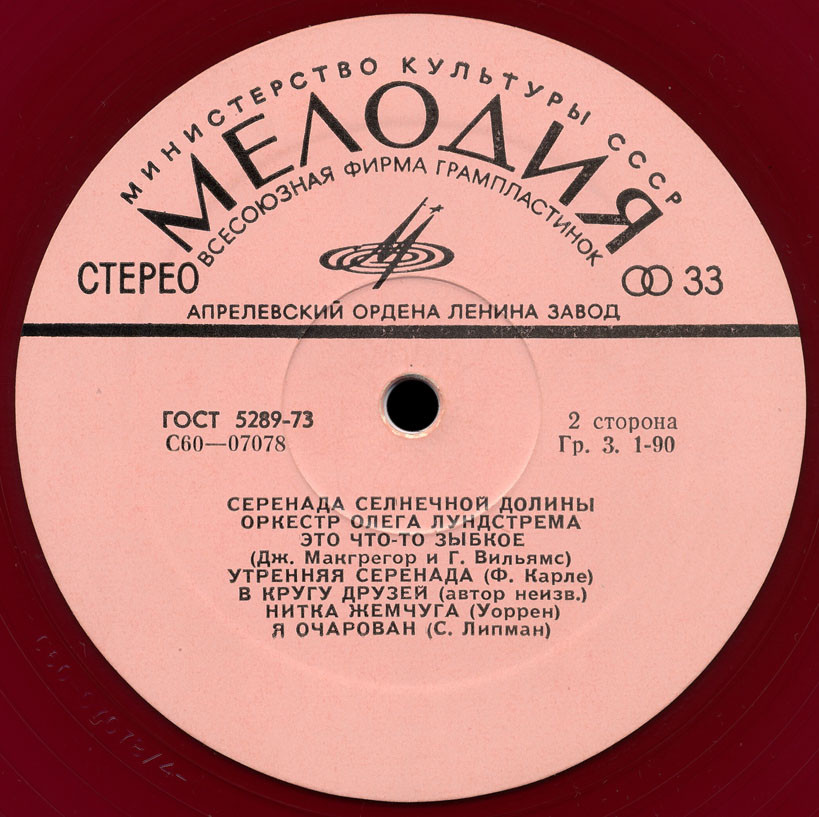 МИНИСТЕРСТВО КУЛЬТУРЫ СССР
МЕЛОДИЯ
ВСЕСОЮЗНАЯ ФИРМА ГРАМПЛАСТИНОК
СТЕРЕО
33
АПРЕЛЕВСКИЙ ОРДЕНА ЛЕНИНА ЗАВОД
ГОСТ 5289-73
С60—07078
2 сторона
Гр. 3. 1-90
СЕРЕНАДА СЕЛНЕЧНОЙ ДОЛИНЫ
ОРКЕСТР ОЛЕГА ЛУНДСТРЕМА
ЭТО ЧТО-ТО ЗЫБКОЕ
(Дж. Макгрегор и Г. Вильямс)
УТРЕННЯЯ СЕРЕНАДА (Ф. Карле)
В КРУГУ ДРУЗЕЙ (автор неизв.)
НИТКА ЖЕМЧУГА (Уоррен)
Я ОЧАРОВАН (С. Липман)